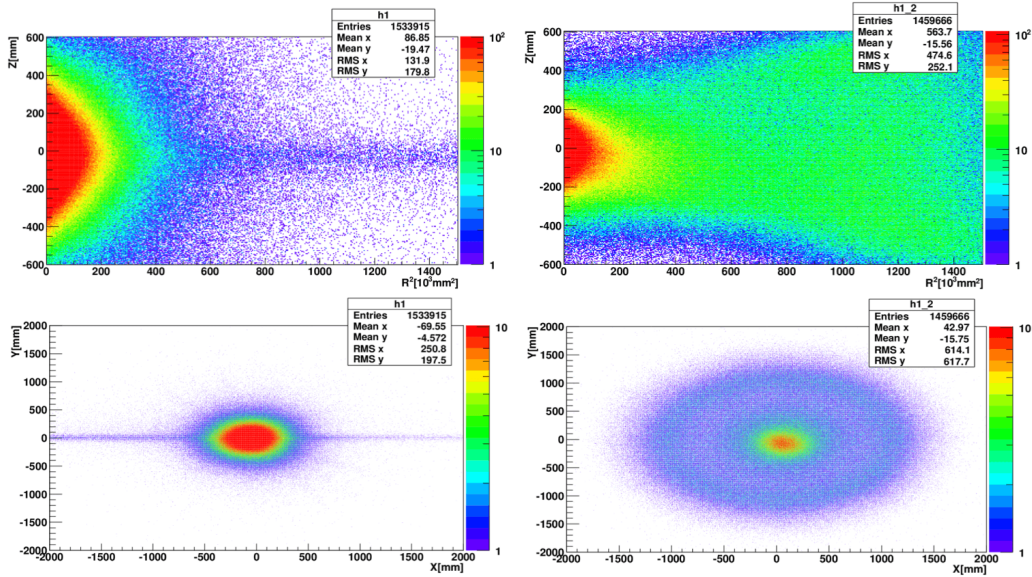 h1
Entries 1533915
Mean x 86.85
Mean y -19.47
RMS x 131.9
RMS y 179.8
Z[mm]
600
400
200
0
-200
-400
-600
0 200 400 600 800 1000 1200 1400
R²[10³mm²]
10²
10
1
h1_2
Entries 1459666
Mean x 563.7
Mean y -15.56
RMS x 474.6
RMS y 252.1
Z[mm]
600
400
200
0
-200
-400
-600
0 200 400 600 800 1000 1200 1400
R²[10³mm²]
10²
10
1
h1
Entries 1533915
Mean x -69.55
Mean y -4.572
RMS x 250.8
RMS y 197.5
Y[mm]
2000
1500
1000
500
0
-500
-1000
-1500
-2000
-2000 -1500 -1000 -500 0 500 1000 1500 2000
X[mm]
10
1
h1_2
Entries 1459666
Mean x 42.97
Mean y -15.75
RMS x 614.1
RMS y 617.7
Y[mm]
2000
1500
1000
500
0
-500
-1000
-1500
-2000
-2000 -1500 -1000 -500 0 500 1000 1500 2000
X[mm]
10
1